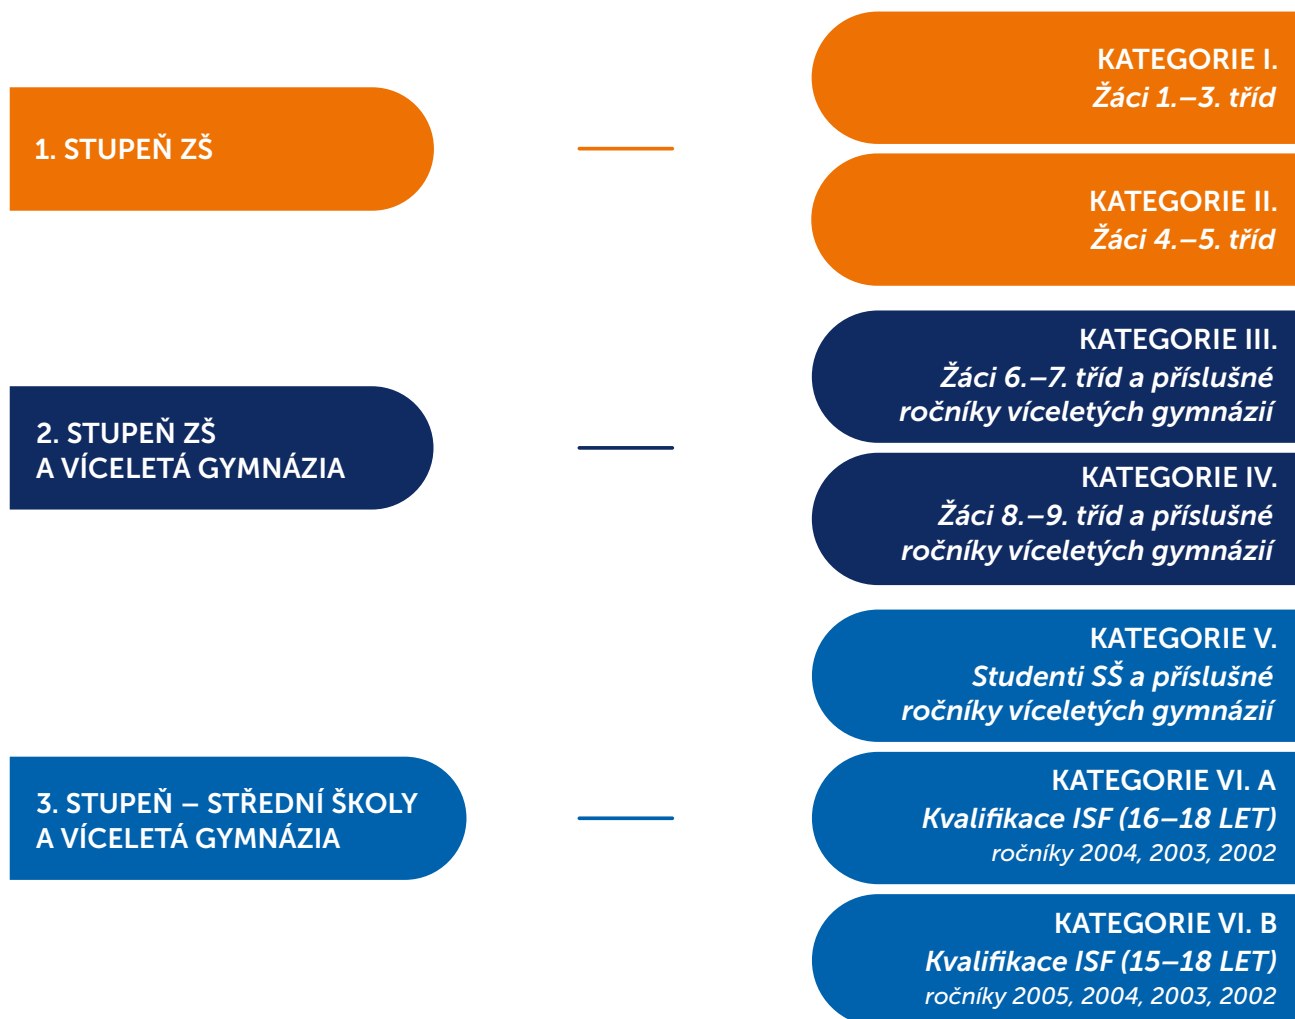 1. STUPEŇ ZŠ
KATEGORIE I.
Žáci 1.–3. tříd
KATEGORIE II.
Žáci 4.–5. tříd
2. STUPEŇ ZŠ
A VÍCELETÁ GYMNÁZIA
KATEGORIE III.
Žáci 6.–7. tříd a příslušné
ročníky víceletých gymnázií
KATEGORIE IV.
Žáci 8.–9. tříd a příslušné
ročníky víceletých gymnázií
3. STUPEŇ – STŘEDNÍ ŠKOLY
A VÍCELETÁ GYMNÁZIA
KATEGORIE V.
Studenti SŠ a příslušné
ročníky víceletých gymnázií
KATEGORIE VI. A
Kvalifikace ISF (16–18 LET)
ročníky 2004, 2003, 2002
KATEGORIE VI. B
Kvalifikace ISF (15–18 LET)
ročníky 2005, 2004, 2003, 2002